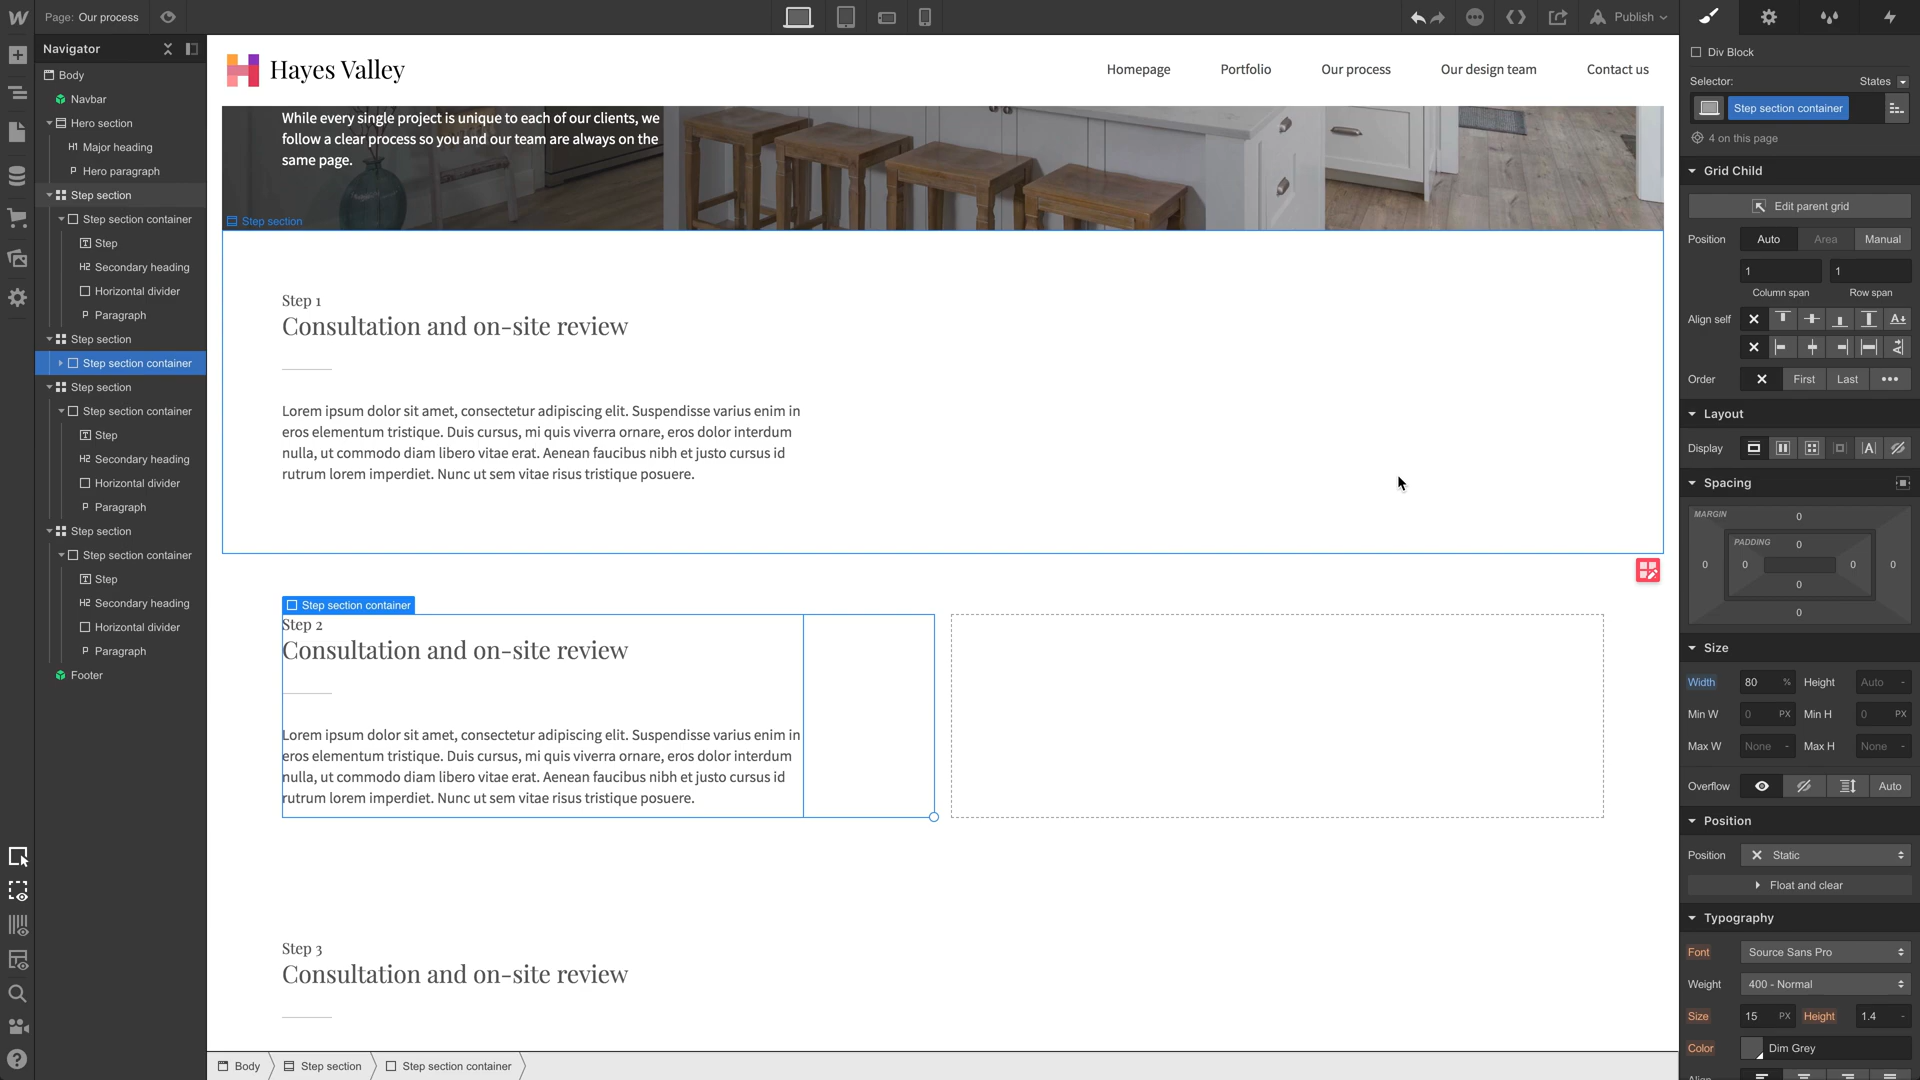 Page: Our process
Publish
Navigator
Body
Navbar
Hero section
H1 Major heading
P Hero paragraph
Step section
Step section container
Step
H2 Secondary heading
Horizontal divider
P Paragraph
Step section
Step section container
Step section
Step section container
Step
H2 Secondary heading
Horizontal divider
P Paragraph
Step section
Step section container
Step
H2 Secondary heading
Horizontal divider
P Paragraph
Footer
Hayes Valley
Homepage
Portfolio
Our process
Our design team
Contact us
While every single project is unique to each of our clients, we
follow a clear process so you and our team are always on the
same page.
Step section
Step 1
Consultation and on-site review
Lorem ipsum dolor sit amet, consectetur adipiscing elit. Suspendisse varius enim in
eros elementum tristique. Duis cursus, mi quis viverra ornare, eros dolor interdum
nulla, ut commodo diam libero vitae erat. Aenean faucibus nibh et justo cursus id
rutrum lorem imperdiet. Nunc ut sem vitae risus tristique posuere.
Step section container
Step 2
Consultation and on-site review
Lorem ipsum dolor sit amet, consectetur adipiscing elit. Suspendisse varius enim in
eros elementum tristique. Duis cursus, mi quis viverra ornare, eros dolor interdum
nulla, ut commodo diam libero vitae erat. Aenean faucibus nibh et justo cursus id
rutrum lorem imperdiet. Nunc ut sem vitae risus tristique posuere.
Step 3
Consultation and on-site review
Body
Step section
Step section container
Div Block
Selector: States
Step section container
4 on this page
Grid Child
Edit parent grid
Position Auto Area Manual
1 1
Column span Row span
Align self
Order First Last
Layout
Display
Spacing
MARGIN
0
PADDING
0
0 0 0 0
0
0
Size
Width 80 % Height Auto -
Min W 0 PX Min H 0 PX
Max W None - Max H None -
Overflow Auto
Position
Position Static
Float and clear
Typography
Font Source Sans Pro
Weight 400 - Normal
Size 15 PX Height 1.4 -
Color Dim Grey